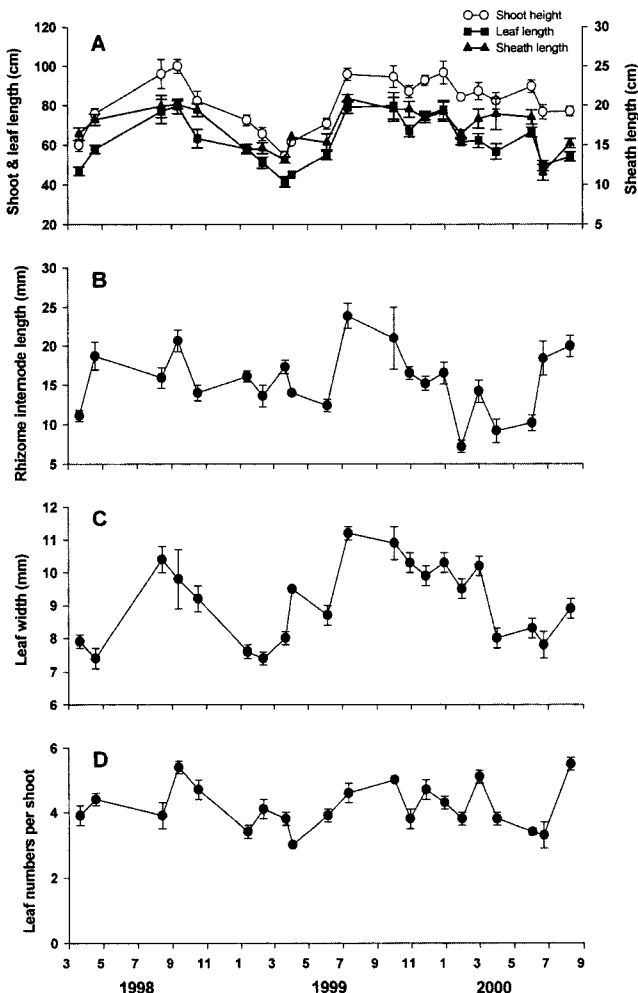 Shoot height
Leaf length
Sheath length
A
Shoot & leaf length (cm)
120
100
80
60
40
20
Sheath length (cm)
30
25
20
15
10
5
B
Rhizome internode length (mm)
30
25
20
15
10
5
C
Leaf width (mm)
12
11
10
9
8
7
6
D
Leaf numbers per shoot
6
4
2
0
3 5 7 9 11 1 3 5 7 9 11 1 3 5 7 9
1998 1999 2000